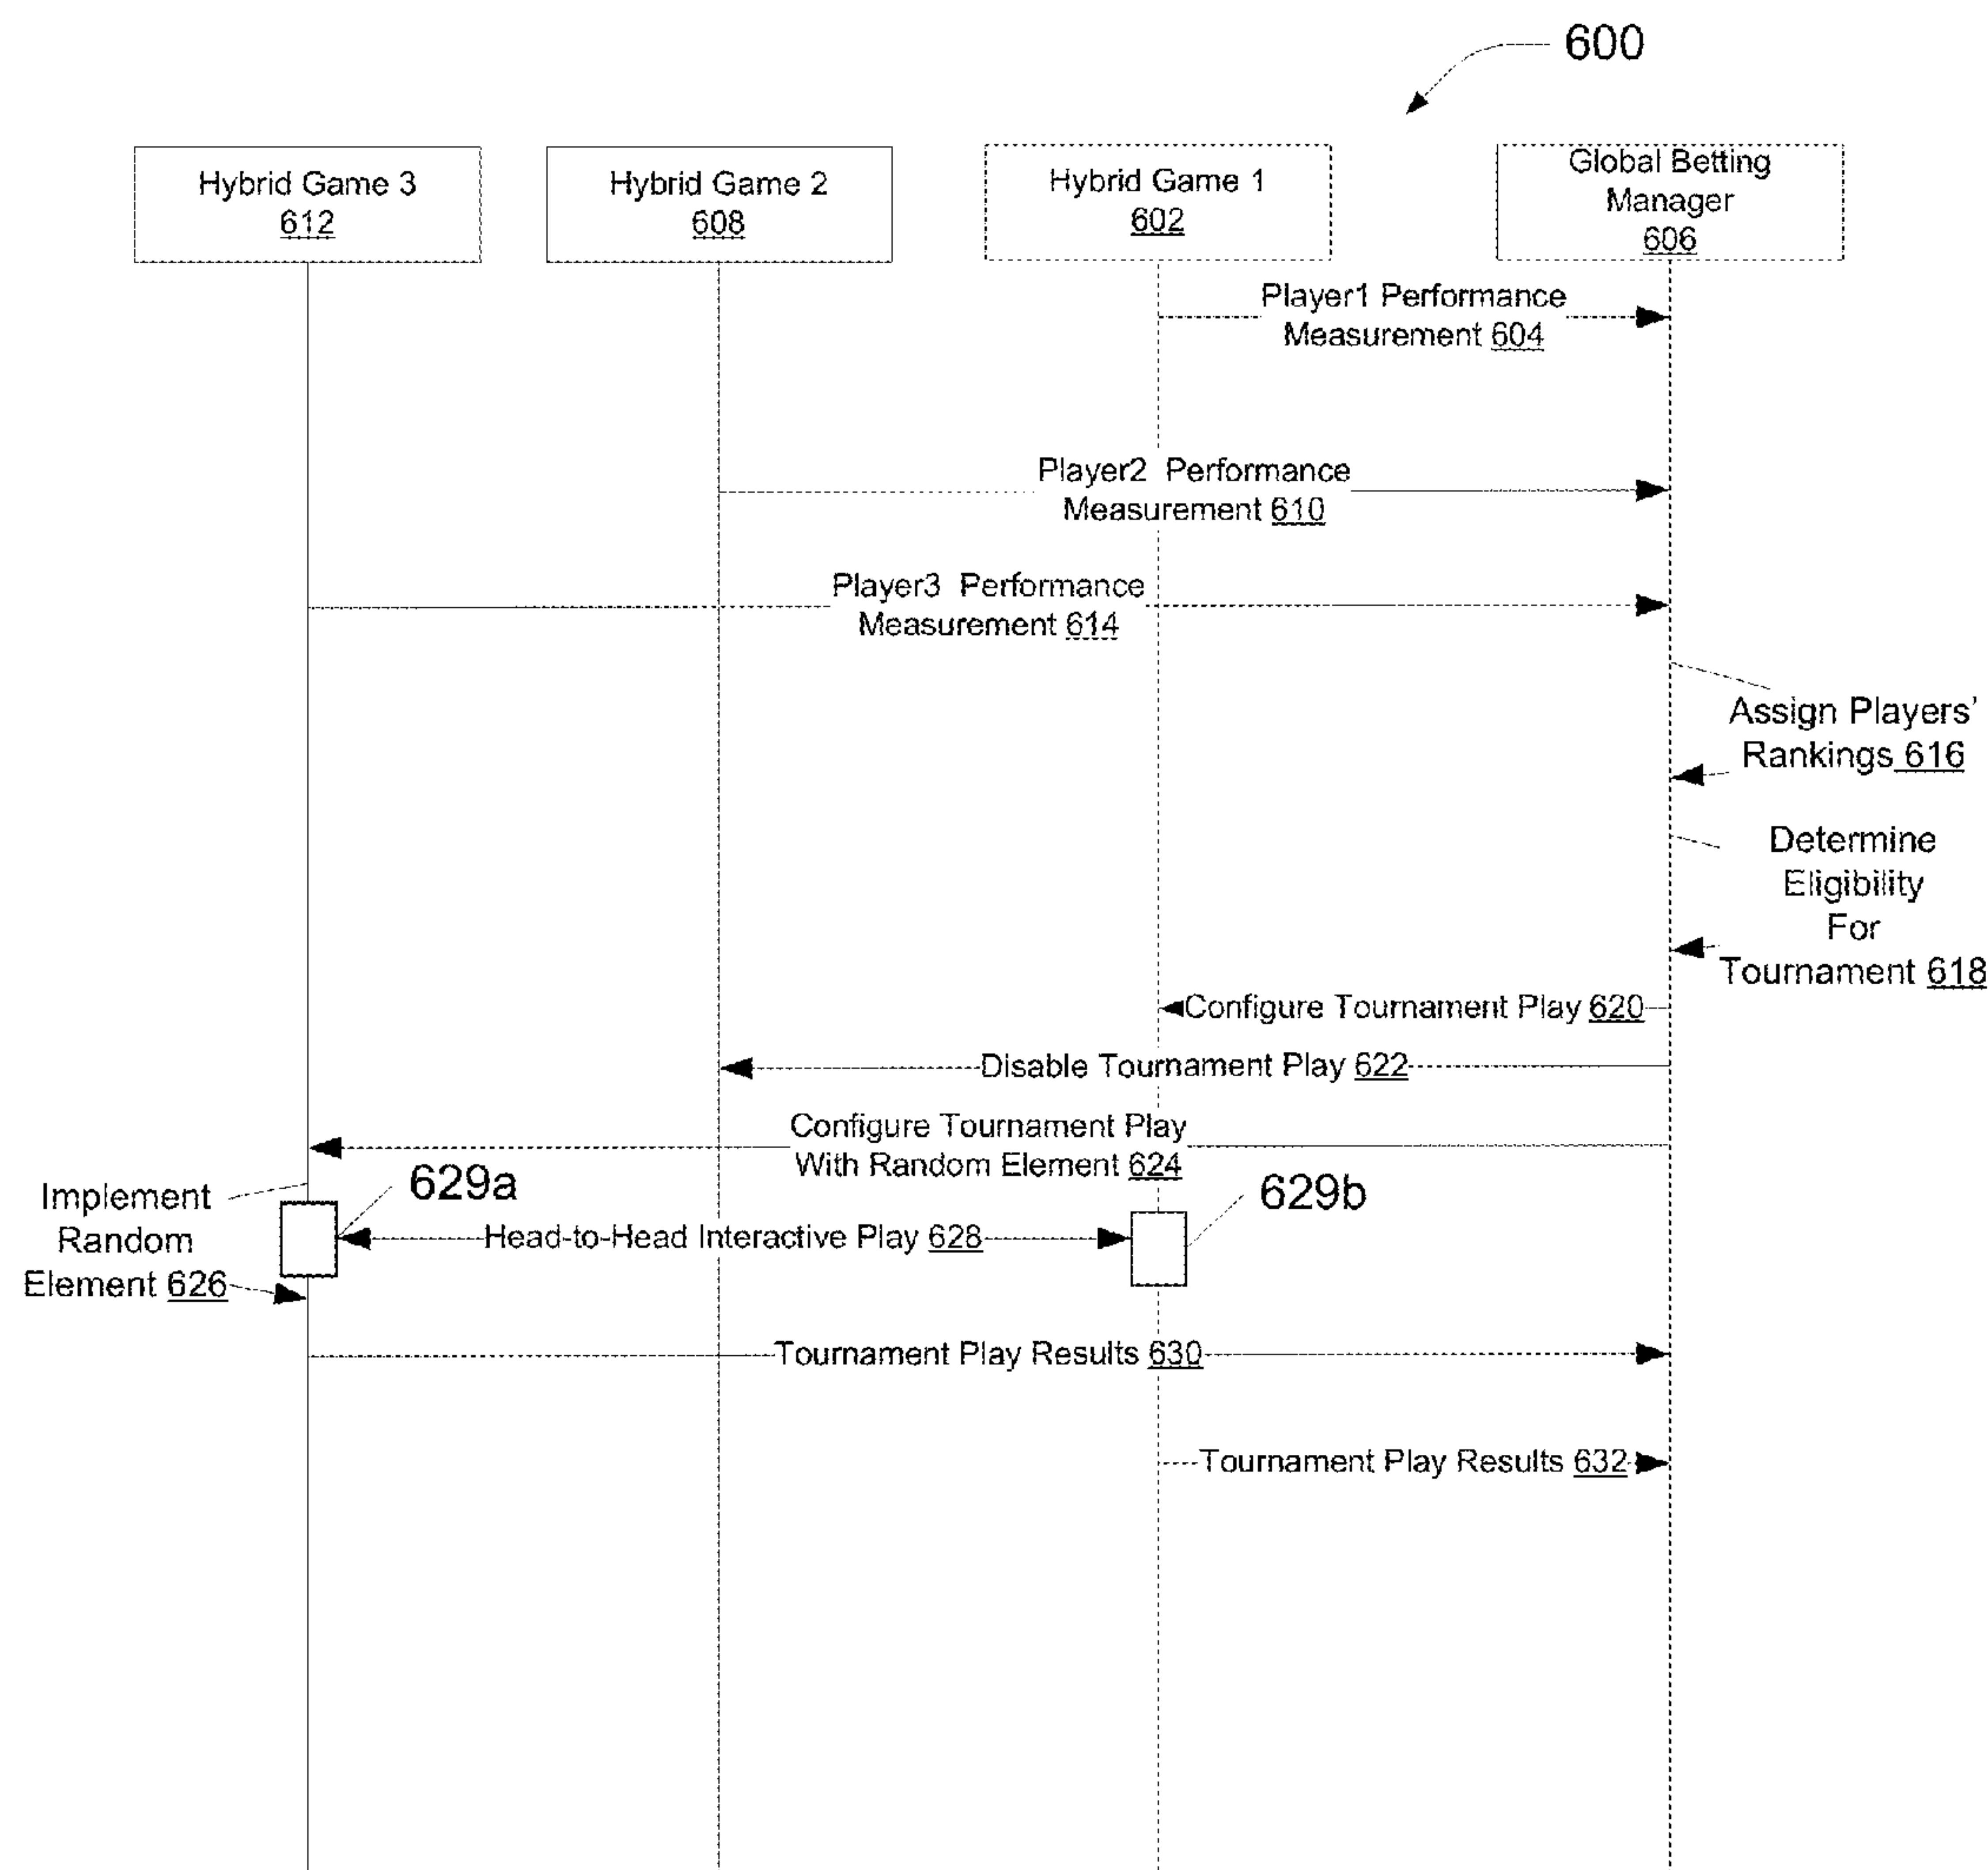 600
Hybrid Game 3
612
Hybrid Game 2
608
Hybrid Game 1
602
Global Betting
Manager
606
Player1 Performance
Measurement 604
Player2 Performance
Measurement 610
Player3 Performance
Measurement 614
Assign Players'
Rankings 616
Determine
Eligibility
For
Tournament 618
Configure Tournament Play 620
Disable Tournament Play 622
Configure Tournament Play
With Random Element 624
Implement
Random
Element 626
629a
Head-to-Head Interactive Play 628
629b
Tournament Play Results 630
Tournament Play Results 632